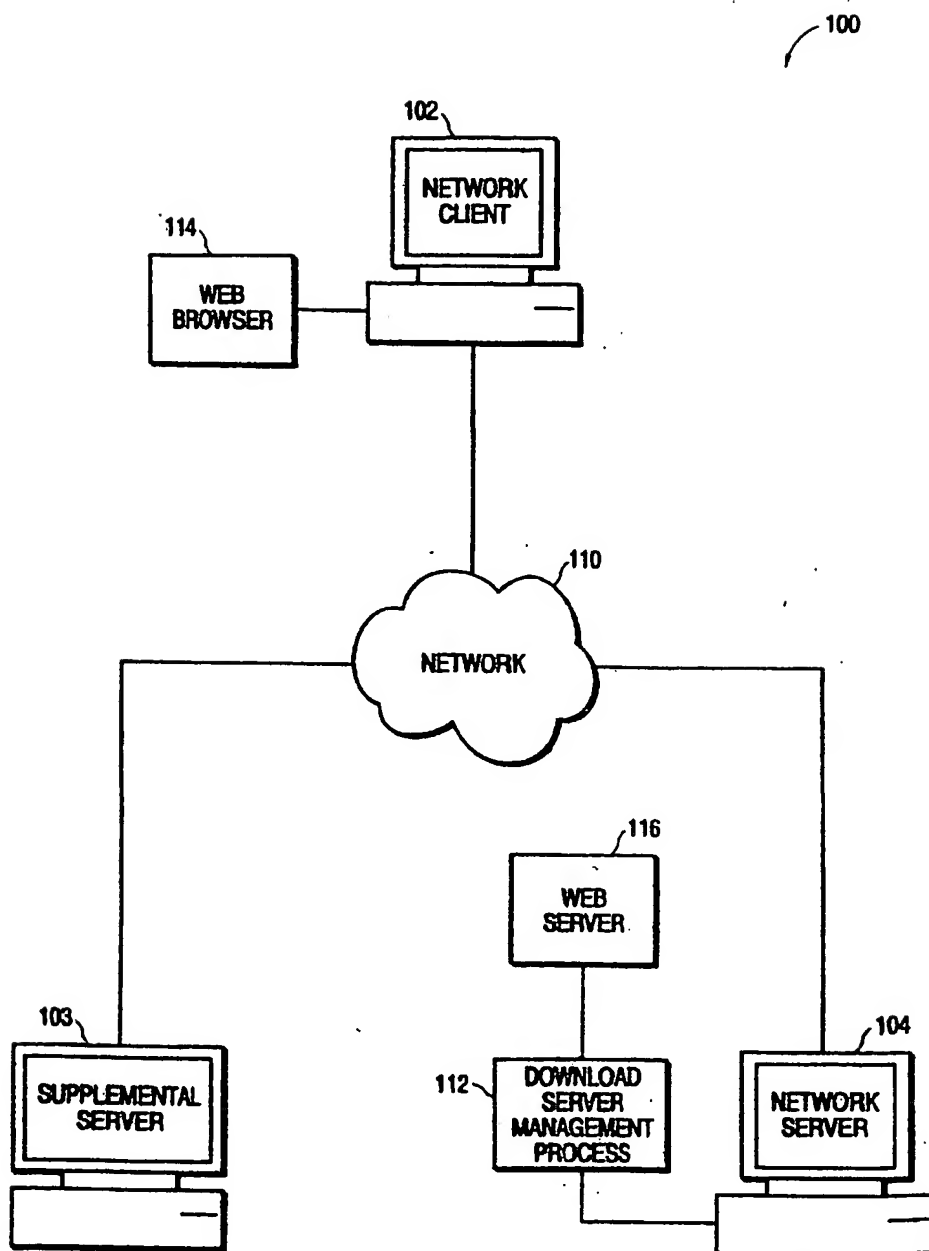 100
102
NETWORK
CLIENT
114
WEB
BROWSER
110
NETWORK
116
WEB
SERVER
103
SUPPLEMENTAL
SERVER
112
DOWNLOAD
SERVER
MANAGEMENT
PROCESS
104
NETWORK
SERVER